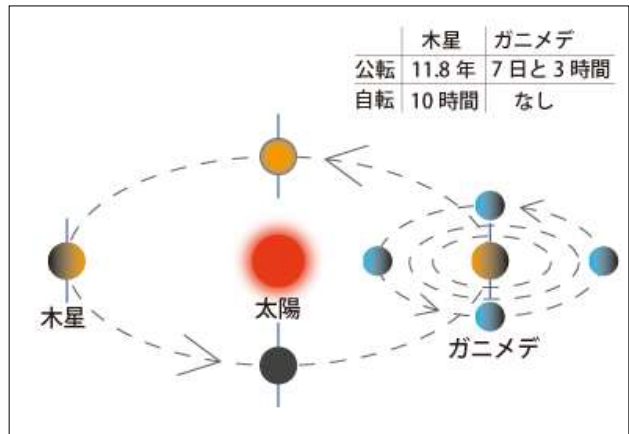 木星 ガニメデ
公転 11.8 年 7 日と 3 時間
自転 10 時間 なし
木星
太陽
ガニメデ